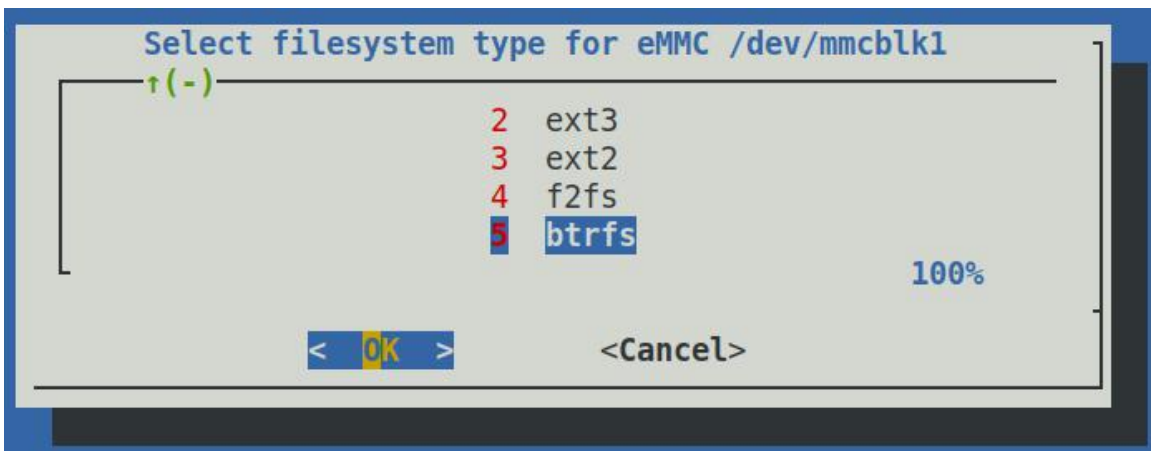 Select filesystem type for eMMC /dev/mmcblk1
↑(-)
2 ext3
3 ext2
4 f2fs
5 btrfs
100%
< OK > <Cancel>